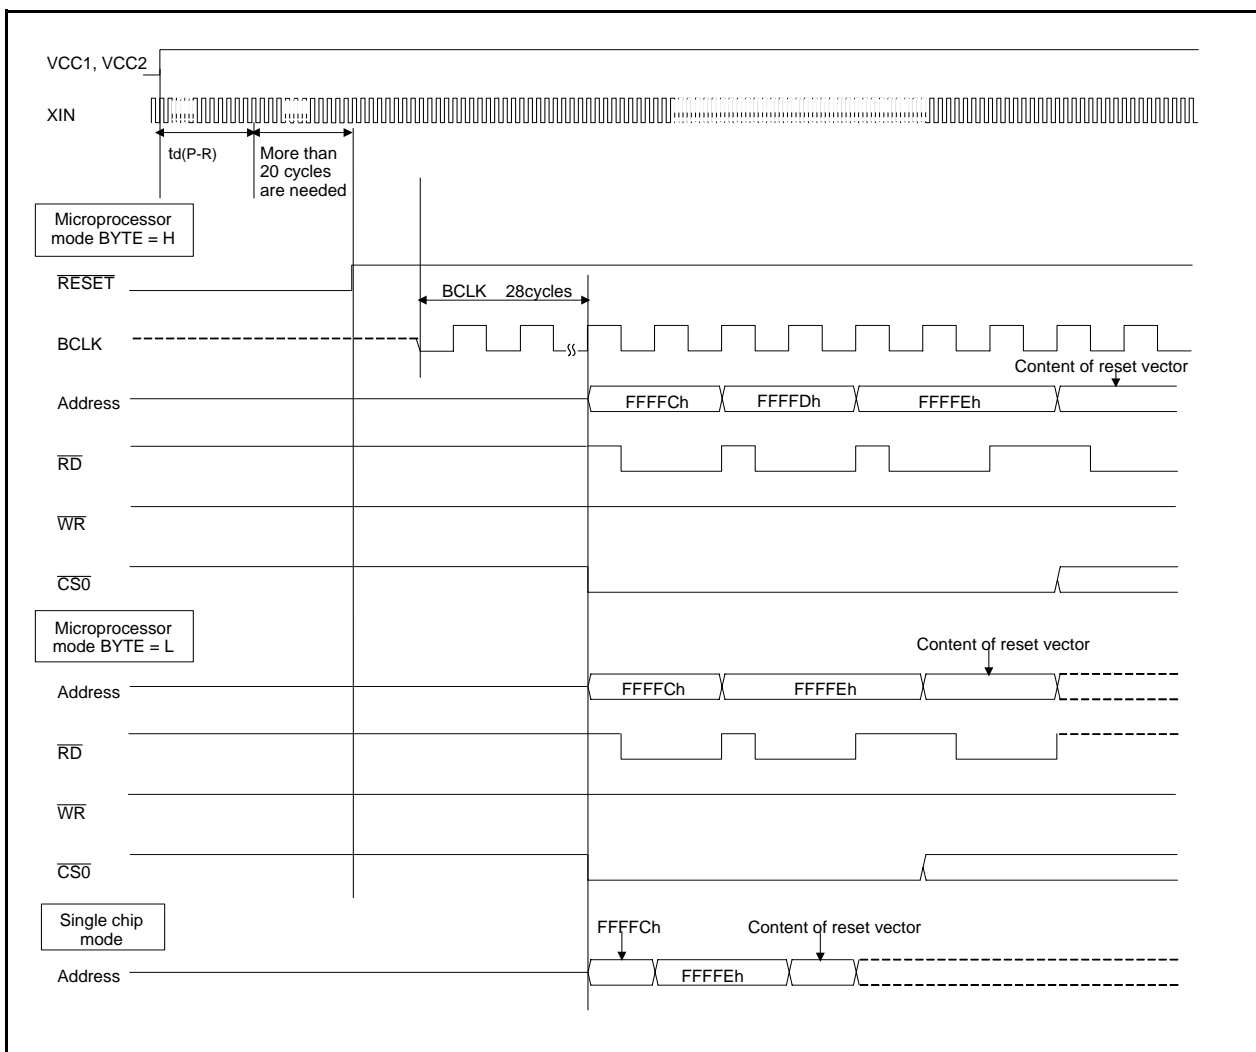 VCC1, VCC2
XIN
td(P-R)
More than
20 cycles
are needed
Microprocessor
mode BYTE = H
RESET
BCLK 28cycles
BCLK
Content of reset vector
Address
FFFFCh
FFFFDh
FFFFEh
RD
WR
CS0
Microprocessor
mode BYTE = L
Content of reset vector
Address
FFFFCh
FFFFEh
RD
WR
CS0
Single chip
mode
FFFFCh
Content of reset vector
Address
FFFFEh